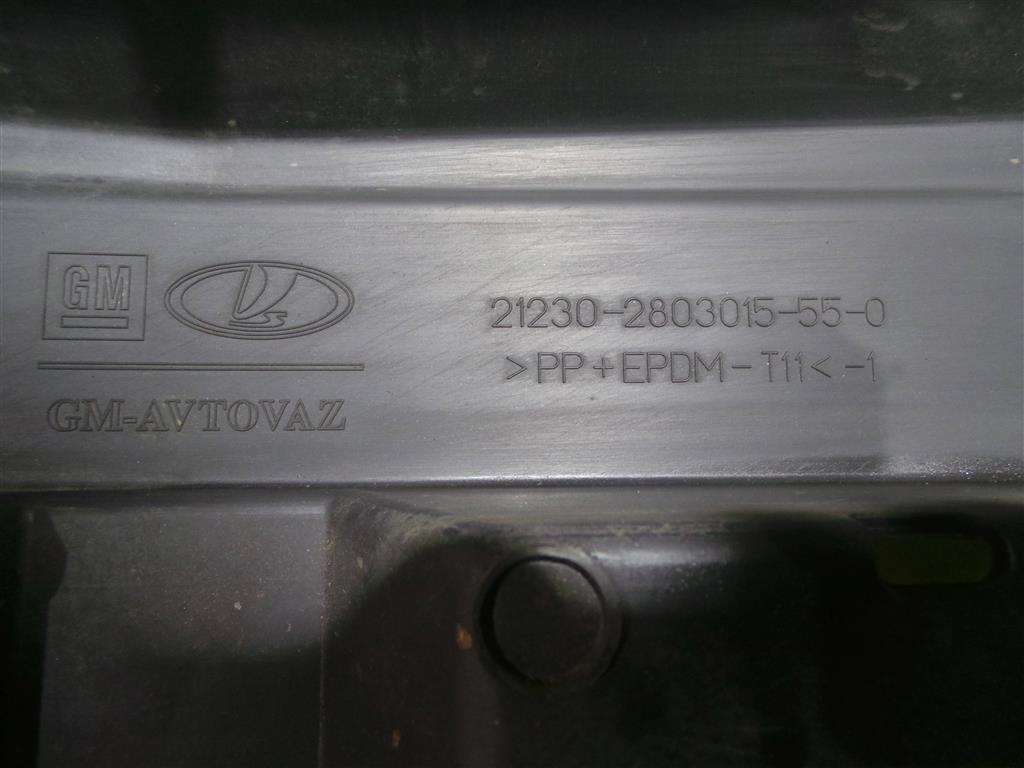 GM
21230-2803015-55-0
>PP+EPDM-T11<-1
GM-AVTOVAZ